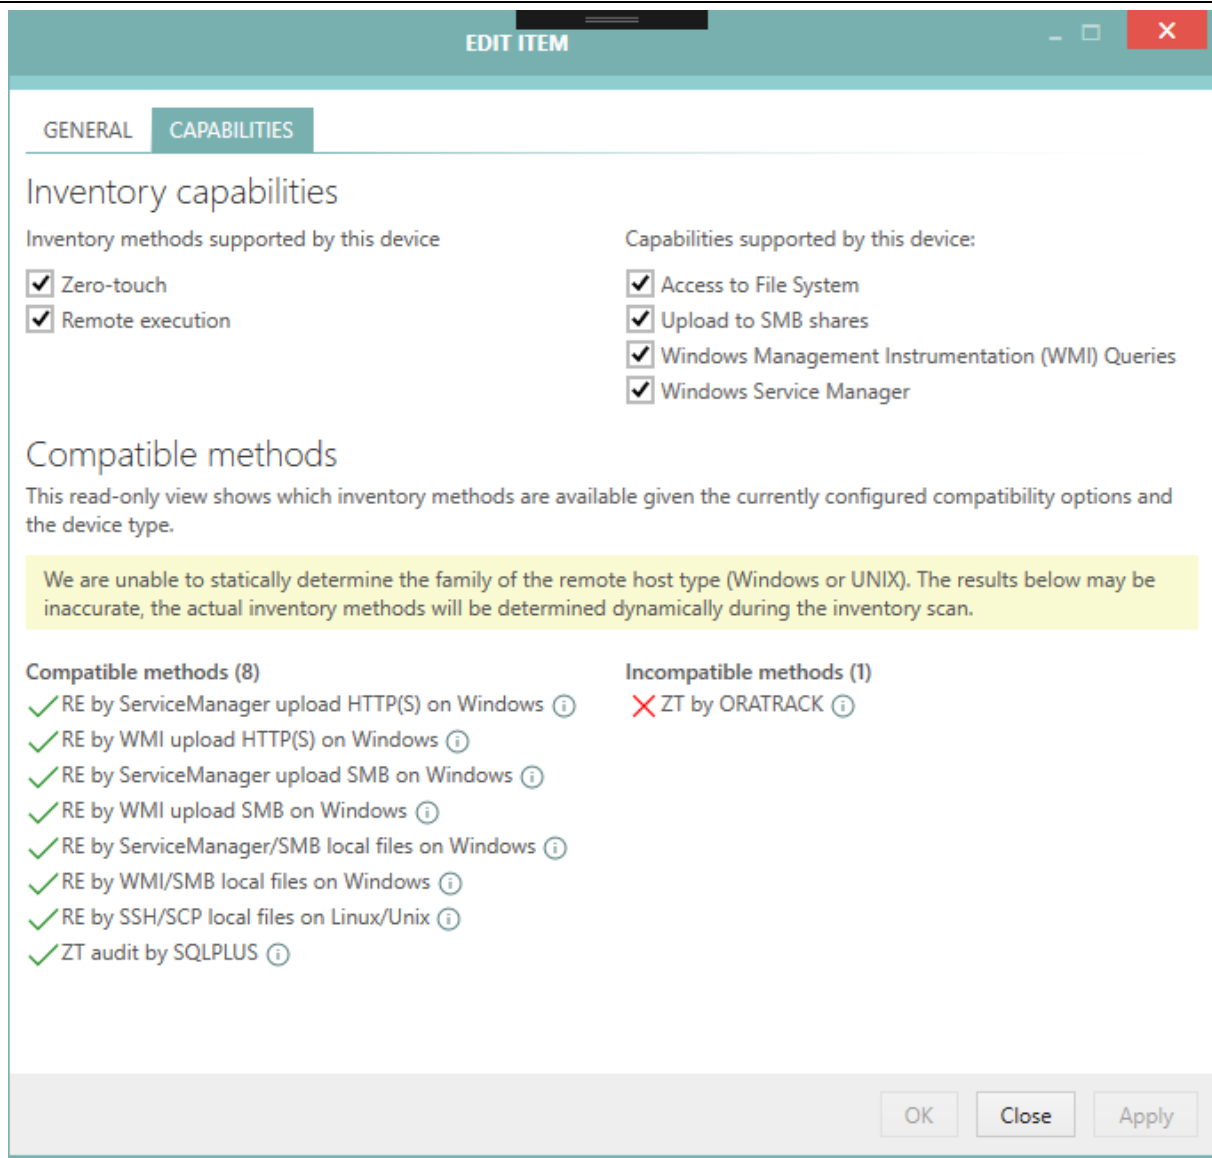 EDIT ITEM
GENERAL CAPABILITIES
Inventory capabilities
Inventory methods supported by this device
Zero-touch
Remote execution
Capabilities supported by this device:
Access to File System
Upload to SMB shares
Windows Management Instrumentation (WMI) Queries
Windows Service Manager
Compatible methods
This read-only view shows which inventory methods are available given the currently configured compatibility options and
the device type.
We are unable to statically determine the family of the remote host type (Windows or UNIX). The results below may be
inaccurate, the actual inventory methods will be determined dynamically during the inventory scan.
Compatible methods (8)
RE by ServiceManager upload HTTP(S) on Windows
RE by WMI upload HTTP(S) on Windows
RE by ServiceManager upload SMB on Windows
RE by WMI upload SMB on Windows
RE by ServiceManager/SMB local files on Windows
RE by WMI/SMB local files on Windows
RE by SSH/SCP local files on Linux/Unix
ZT audit by SQLPLUS
Incompatible methods (1)
ZT by ORATRACK
OK Close Apply